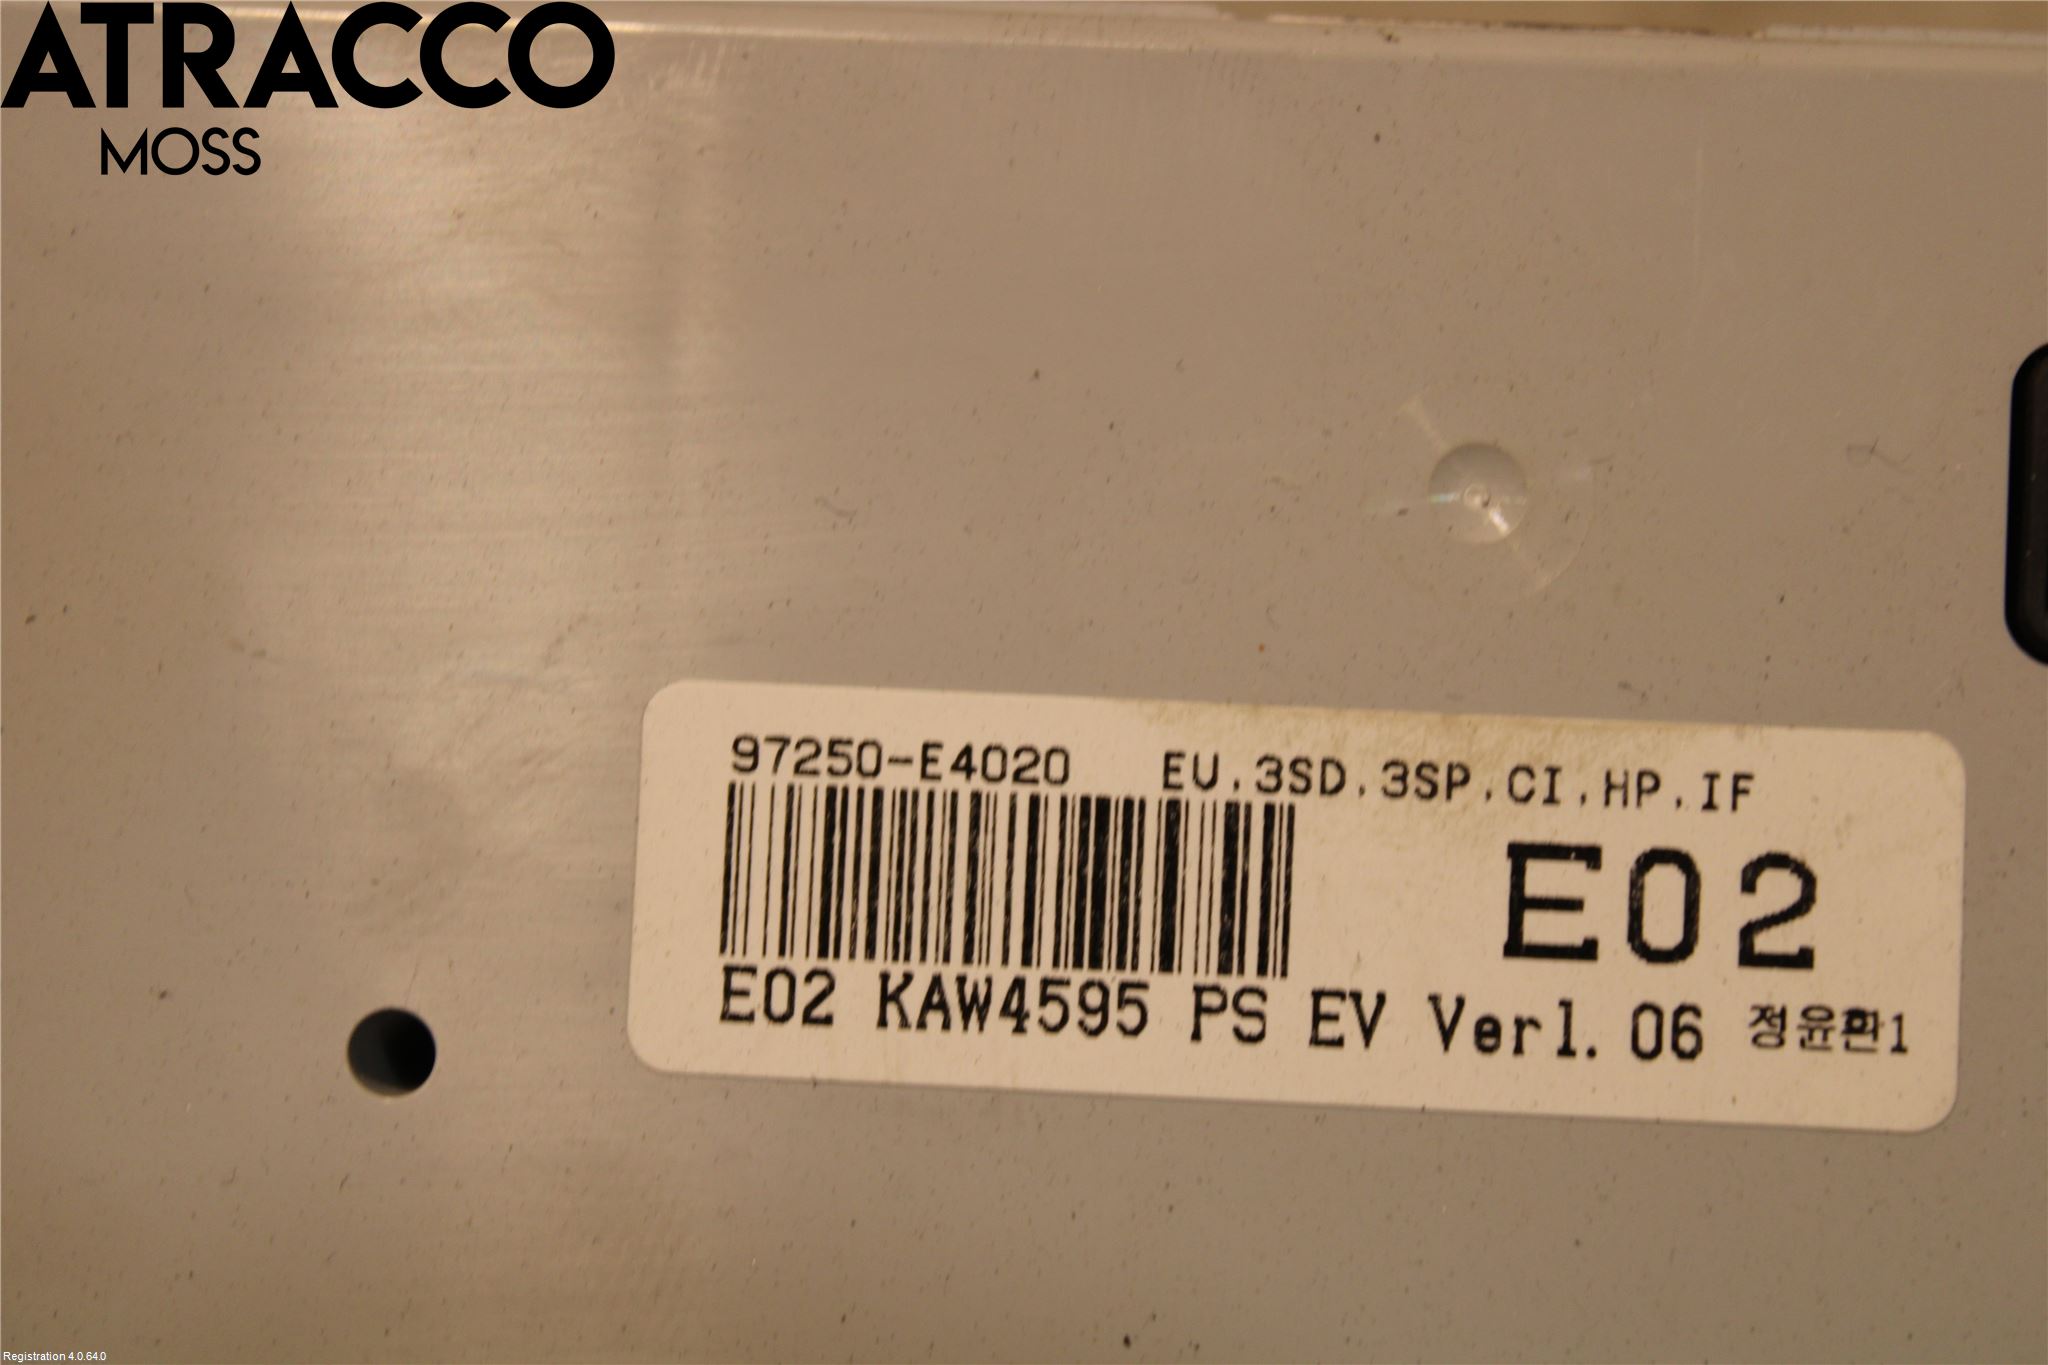 ATRACCO
MOSS
97250-E4020 EU.3SD.3SP.CI.HP.IF
E02
E02 KAW4595 PS EV Ver1.06 정윤환1
Registration 4.0.64.0